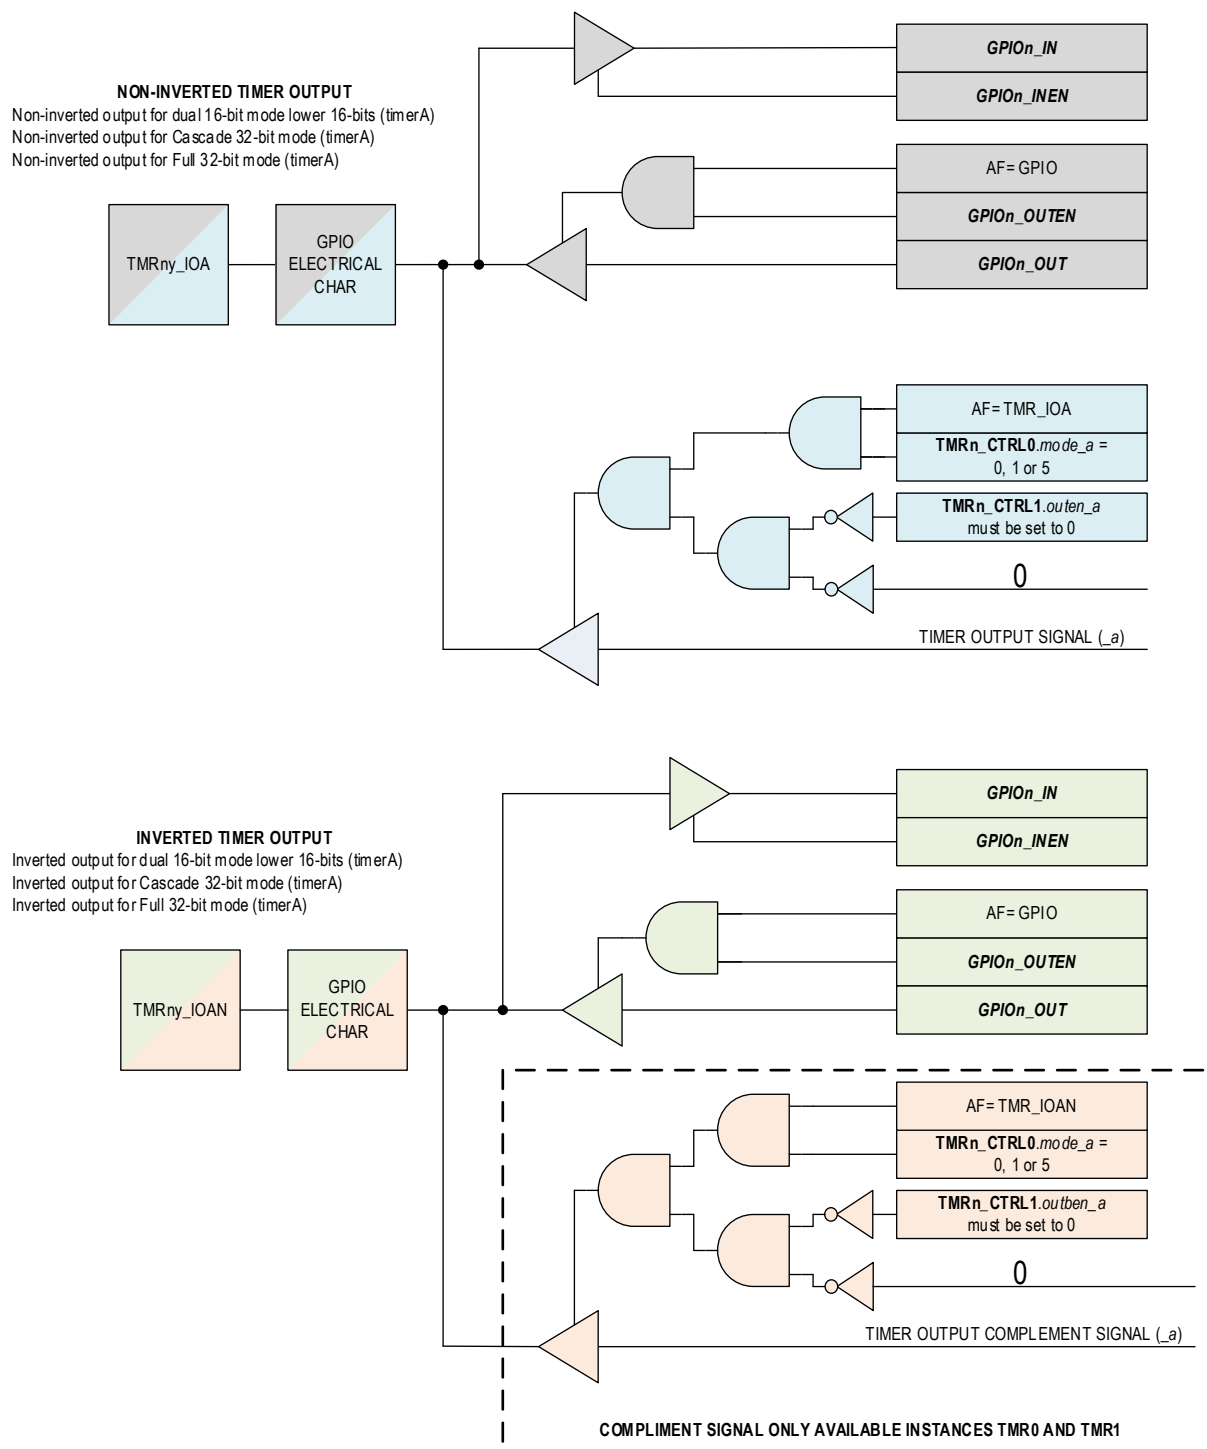 GPIOn_IN
NON-INVERTED TIMER OUTPUT
GPIOn_INEN
Non-inverted output for dual 16-bit mode lower 16-bits (timerA)
Non-inverted output for Cascade 32-bit mode (timerA)
Non-inverted output for Full 32-bit mode (timerA)
AF= GPIO
GPIOn_OUTEN
GPIOn_OUT
TMRny_IOA
GPIO
ELECTRICAL
CHAR
AF= TMR_IOA
TMRn_CTRL0.mode_a =
0, 1 or 5
TMRn_CTRL1.outen_a
must be set to 0
0
TIMER OUTPUT SIGNAL (_a)
GPIOn_IN
INVERTED TIMER OUTPUT
GPIOn_INEN
Inverted output for dual 16-bit mode lower 16-bits (timerA)
Inverted output for Cascade 32-bit mode (timerA)
Inverted output for Full 32-bit mode (timerA)
AF= GPIO
GPIOn_OUTEN
GPIOn_OUT
TMRny_IOAN
GPIO
ELECTRICAL
CHAR
AF= TMR_IOAN
TMRn_CTRL0.mode_a =
0, 1 or 5
TMRn_CTRL1.outben_a
must be set to 0
0
TIMER OUTPUT COMPLEMENT SIGNAL (_a)
COMPLIMENT SIGNAL ONLY AVAILABLE INSTANCES TMR0 AND TMR1